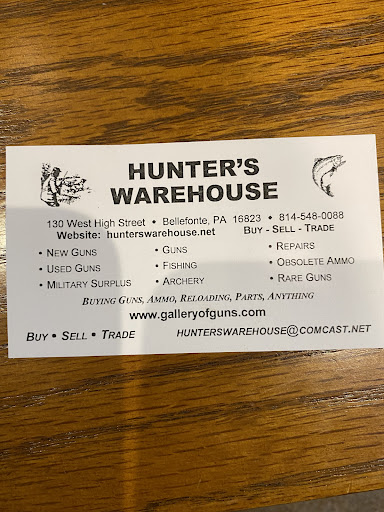 HUNTER'S
WAREHOUSE
130 West High Street • Bellefonte, PA 16823 • 814-548-0088
Website: hunterswarehouse.net BUY - SELL - TRADE
• NEW GUNS • GUNS • REPAIRS
• USED GUNS • FISHING • OBSOLETE AMMO
• MILITARY SURPLUS • ARCHERY • RARE GUNS
BUYING GUNS, AMMO, RELOADING, PARTS, ANYTHING
www.galleryofguns.com
BUY • SELL • TRADE HUNTERSWAREHOUSE@COMCAST.NET